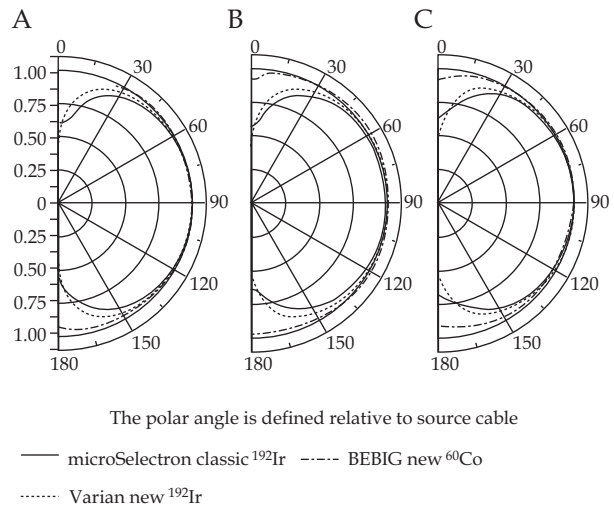 A B C
0 0 0
1.00 30 30 30
0.75 60 60 60
0.50
0.25
0 90 90 90
0.25
0.50
0.75 120 120 120
1.00 150 150 150
180 180 180
The polar angle is defined relative to source cable
microSelectron classic ¹⁹²Ir BEBIG new ⁶⁰Co
Varian new ¹⁹²Ir